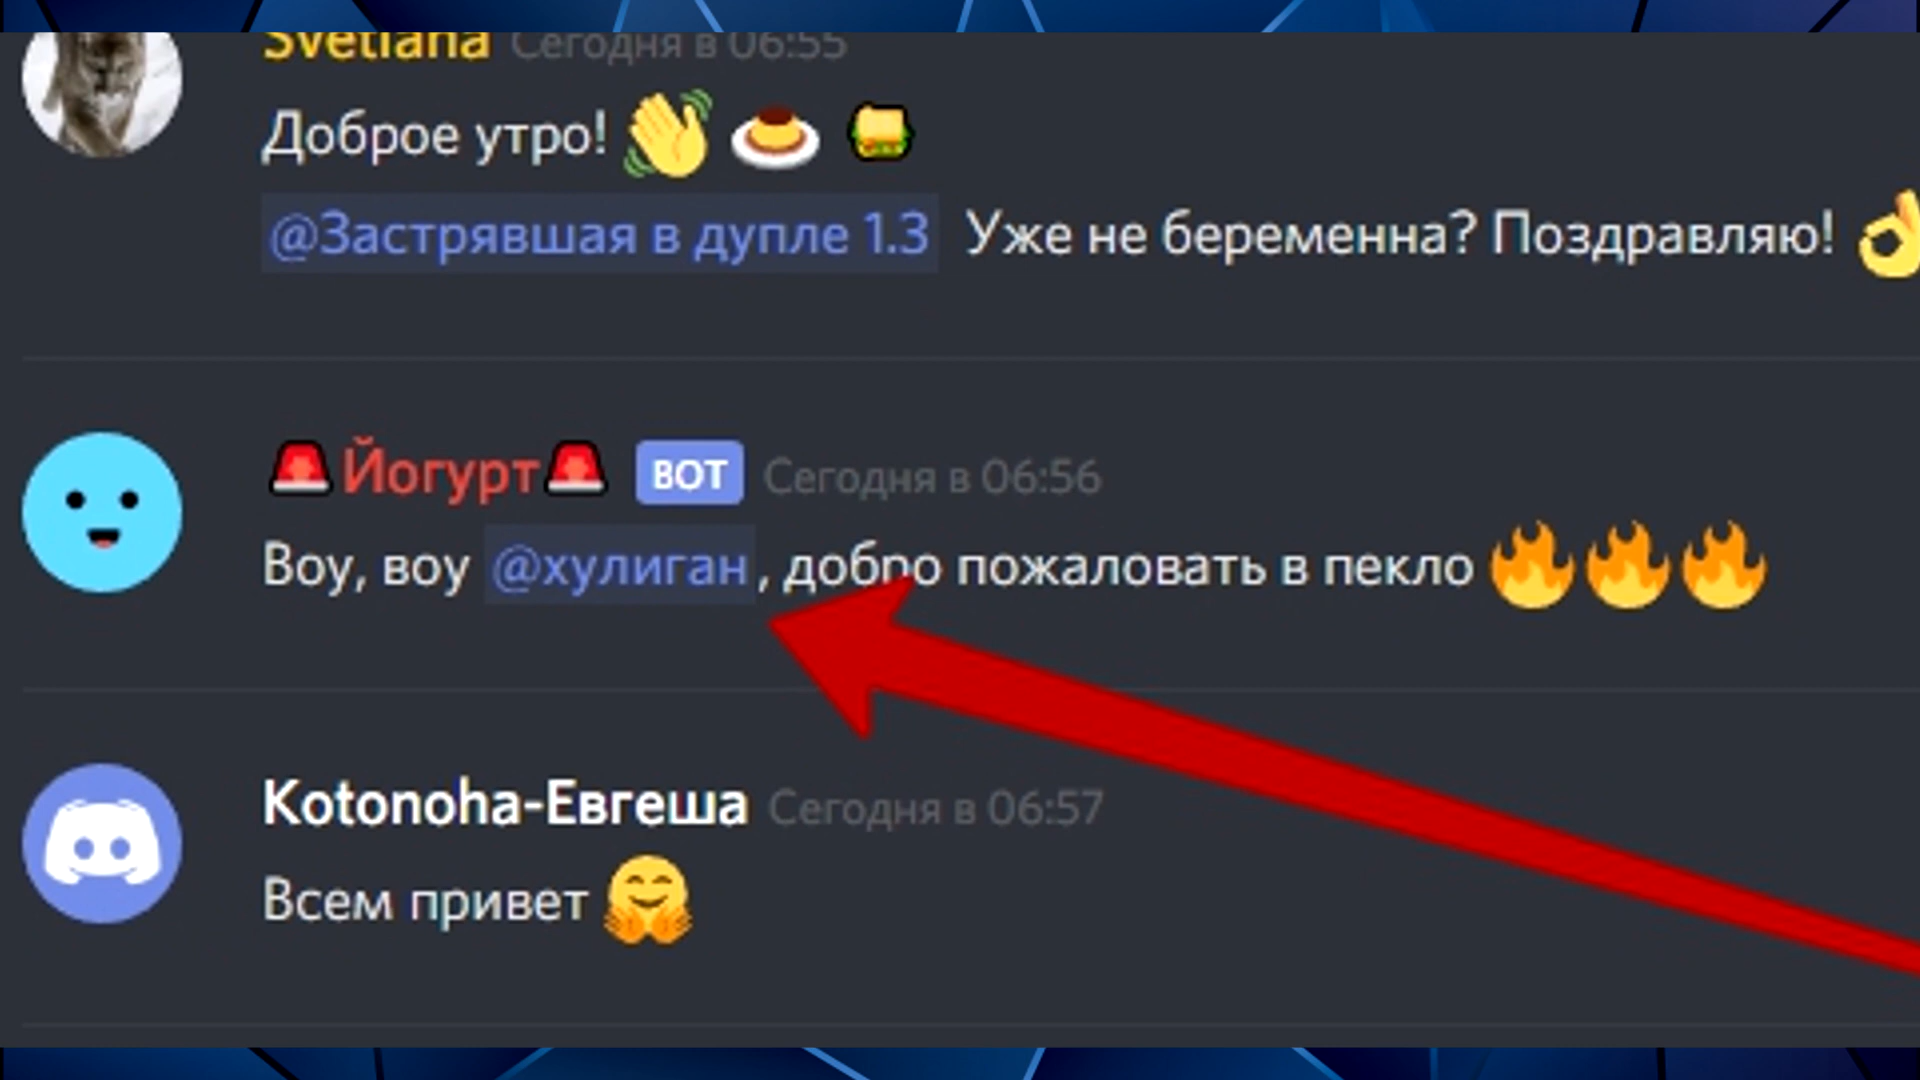 Svetlana Сегодня в 06:55
Доброе утро!
@Застрявшая в дупле 1.3 Уже не беременна? Поздравляю!
Йогурт BOT Сегодня в 06:56
Воу, воу @хулиган, добро пожаловать в пекло
Kotonoha-Евгеша Сегодня в 06:57
Всем привет